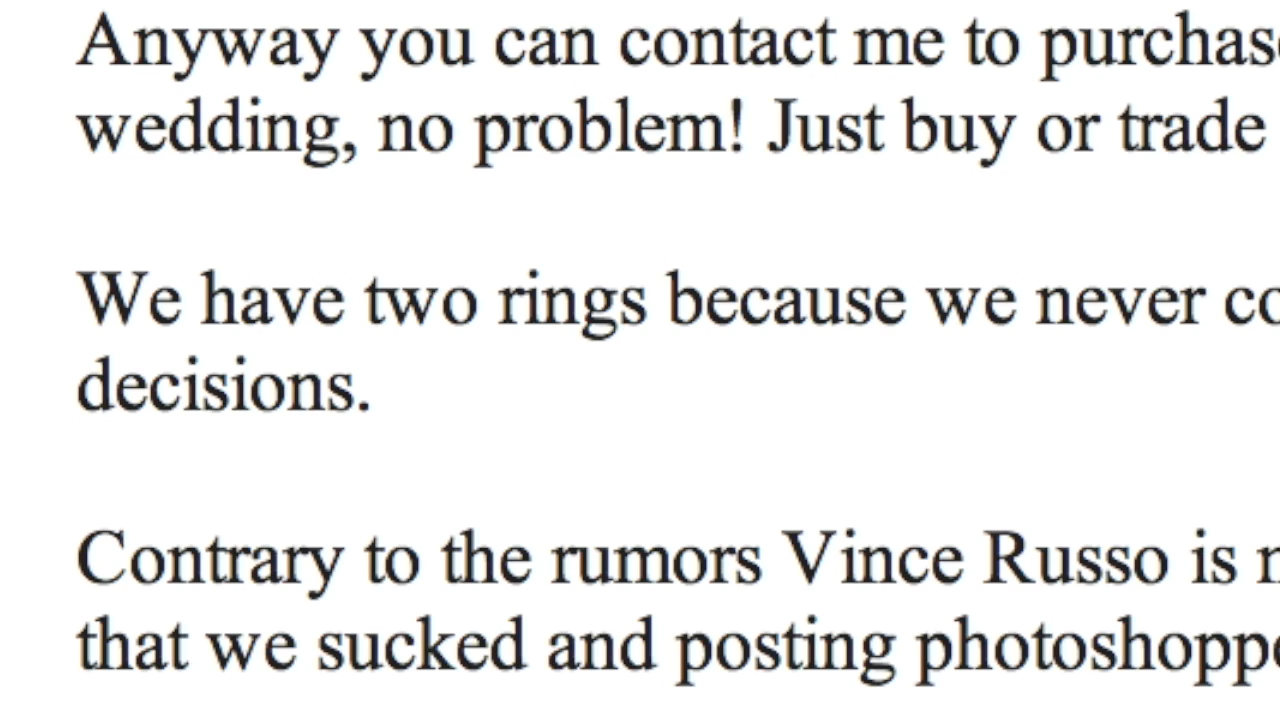 Anyway you can contact me to purchas
wedding, no problem! Just buy or trade
We have two rings because we never co
decisions.
Contrary to the rumors Vince Russo is
that we sucked and posting photoshoppe